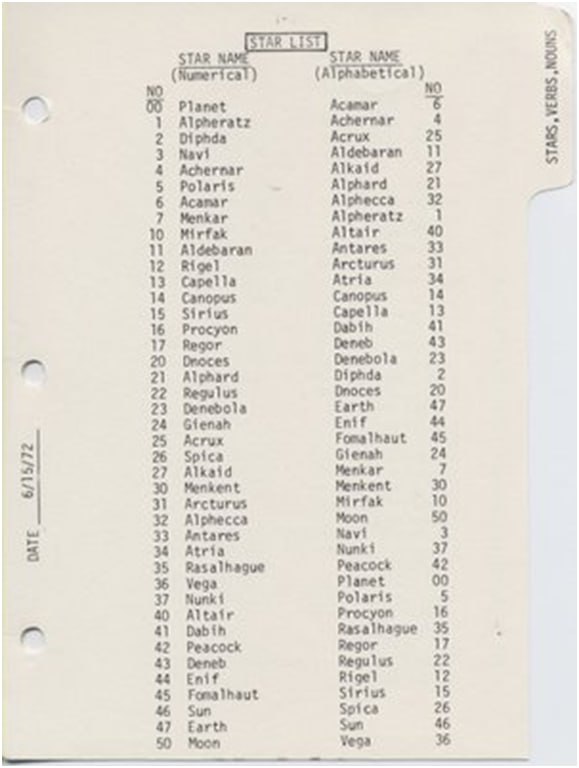 STAR LIST
STAR NAME STAR NAME
(Numerical) (Alphabetical)
NO NO
00 Planet Acamar 6
1 Alpheratz Achernar 4
2 Diphda Acrux 25
3 Navi Aldebaran 11
4 Achernar Alkaid 27
5 Polaris Alphard 21
6 Acamar Alphecca 32
7 Menkar Alpheratz 1
10 Mirfak Altair 40
11 Aldebaran Antares 33
12 Rigel Arcturus 31
13 Capella Atria 34
14 Canopus Canopus 14
15 Sirius Capella 13
16 Procyon Dabih 41
17 Regor Deneb 43
20 Dnoces Denebola 23
21 Alphard Diphda 2
22 Regulus Dnoces 20
23 Denebola Earth 47
24 Gienah Enif 44
25 Acrux Fomalhaut 45
26 Spica Gienah 24
27 Alkaid Menkar 7
30 Menkent Menkent 30
31 Arcturus Mirfak 10
32 Alphecca Moon 50
33 Antares Navi 3
34 Atria Nunki 37
35 Rasalhague Peacock 42
36 Vega Planet 00
37 Nunki Polaris 5
40 Altair Procyon 16
41 Dabih Rasalhague 35
42 Peacock Regor 17
43 Deneb Regulus 22
44 Enif Rigel 12
45 Fomalhaut Sirius 15
46 Sun Spica 26
47 Earth Sun 46
50 Moon Vega 36
STARS,VERBS,NOUNS
DATE 6/15/72